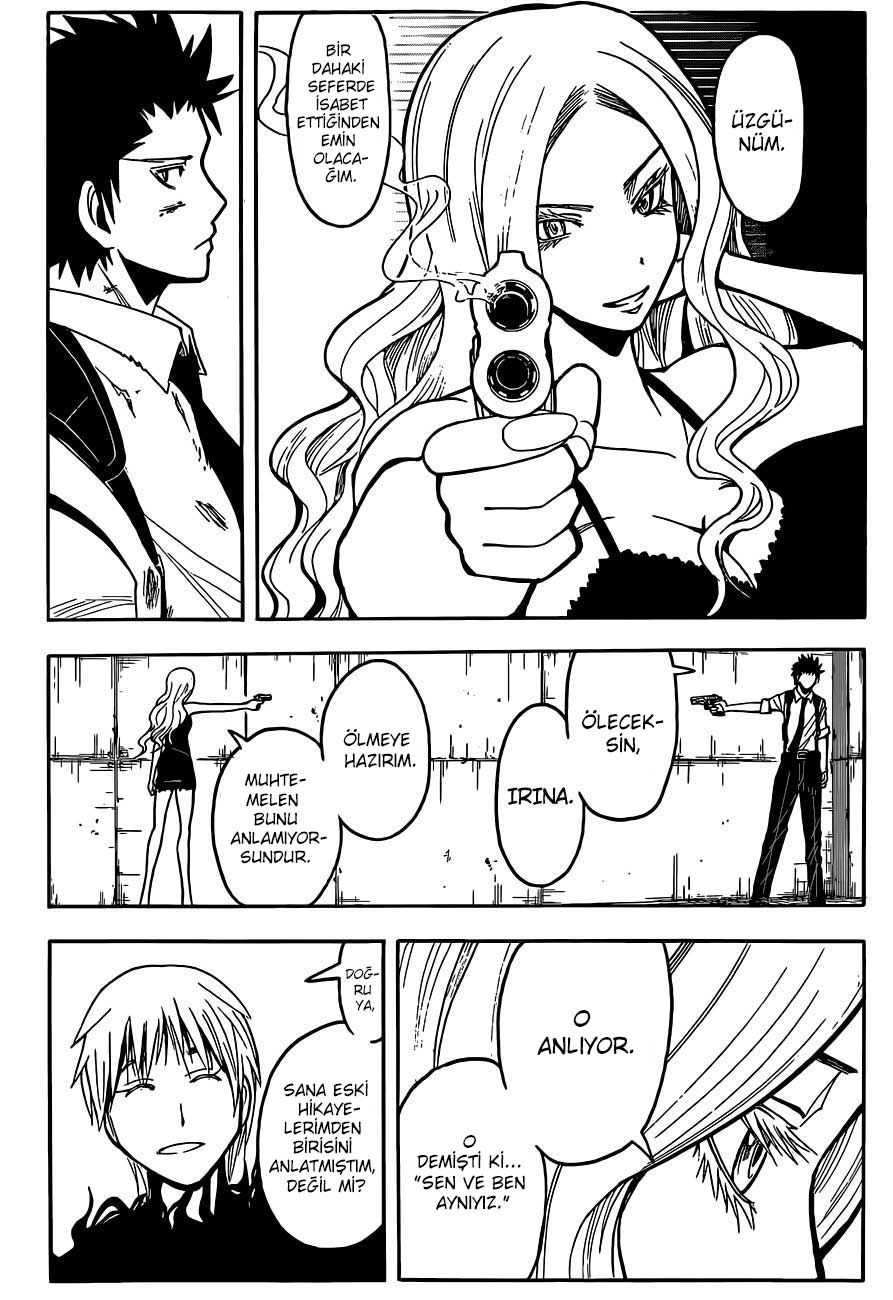 ÜZGÜ-
NÜM.
BİR
DAHAKİ
SEFERDE
İSABET
ETTİĞİNDEN
EMİN
OLACA-
ĞIM.
ÖLECEK-
SİN,
IRINA.
ÖLMEYE
HAZIRIM.
MUHTE-
MELEN
BUNU
ANLAMIYOR-
SUNDUR.
O
ANLIYOR.
O
DEMİŞTİ Kİ...
"SEN VE BEN
AYNIYIZ."
DOĞ-
RU
YA,
SANA ESKİ
HİKAYE-
LERİMDEN
BİRİSİNİ
ANLATMIŞTIM,
DEĞİL Mİ?